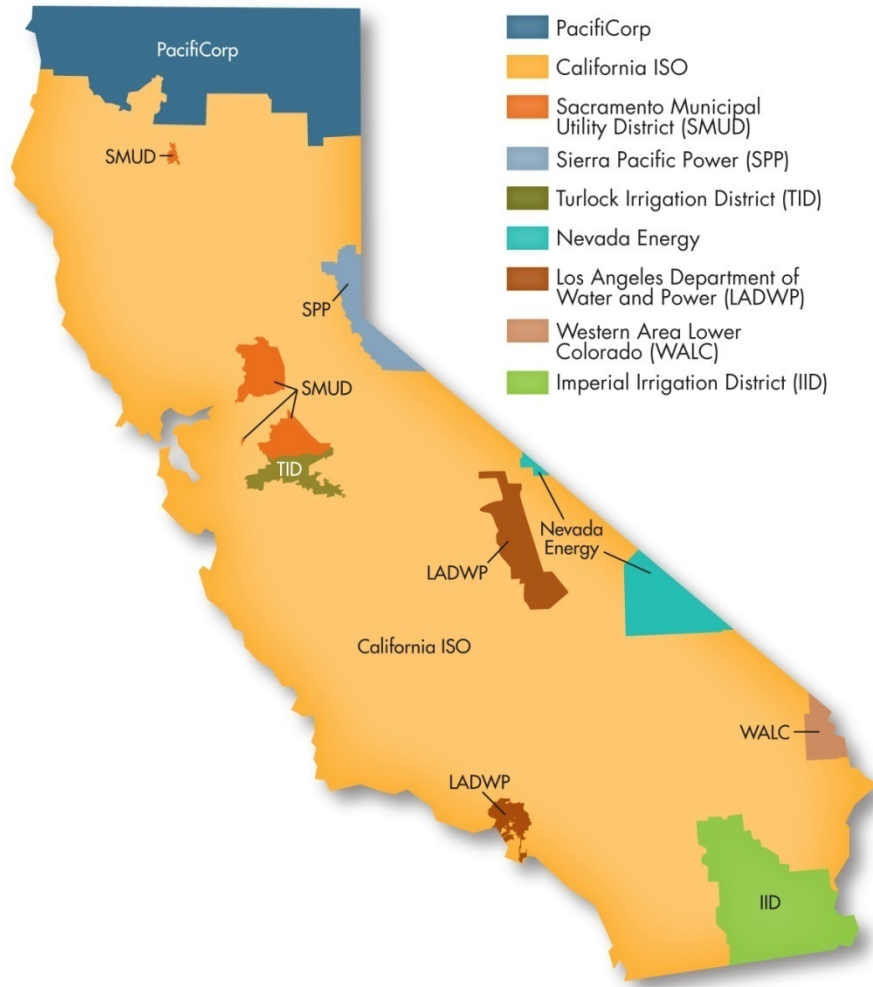 PacifiCorp
SMUD
SPP
SMUD
TID
Nevada
Energy
LADWP
California ISO
WALC
LADWP
IID
PacifiCorp
California ISO
Sacramento Municipal
Utility District (SMUD)
Sierra Pacific Power (SPP)
Turlock Irrigation District (TID)
Nevada Energy
Los Angeles Department of
Water and Power (LADWP)
Western Area Lower
Colorado (WALC)
Imperial Irrigation District (IID)